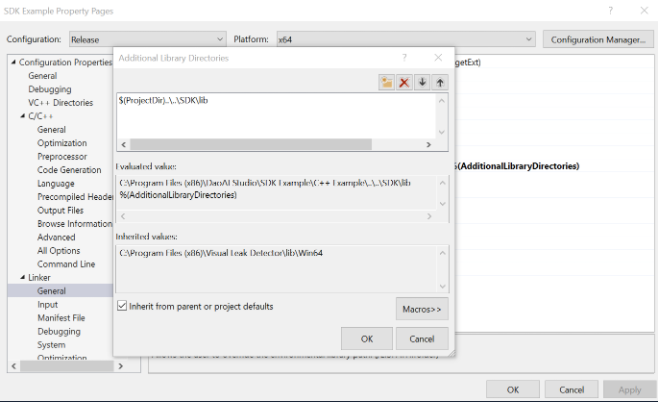 SDK Example Property Pages
Configuration: Release Platform: x64 Configuration Manager...
Configuration Properties
General
Debugging
VC++ Directories
C/C++
General
Optimization
Preprocessor
Code Generation
Language
Precompiled Header
Output Files
Browse Information
Advanced
All Options
Command Line
Linker
General
Input
Manifest File
Debugging
System
Optimization
getExt)
%(AdditionalLibraryDirectories)
Additional Library Directories
$(ProjectDir)..\..\SDK\lib
Evaluated value:
C:\Program Files (x86)\DaoAI Studio\SDK Example\C++ Example\..\..\SDK\lib
%(AdditionalLibraryDirectories)
Inherited values:
C:\Program Files (x86)\Visual Leak Detector\lib\Win64
Inherit from parent or project defaults
Macros>>
OK Cancel
OK Cancel Apply